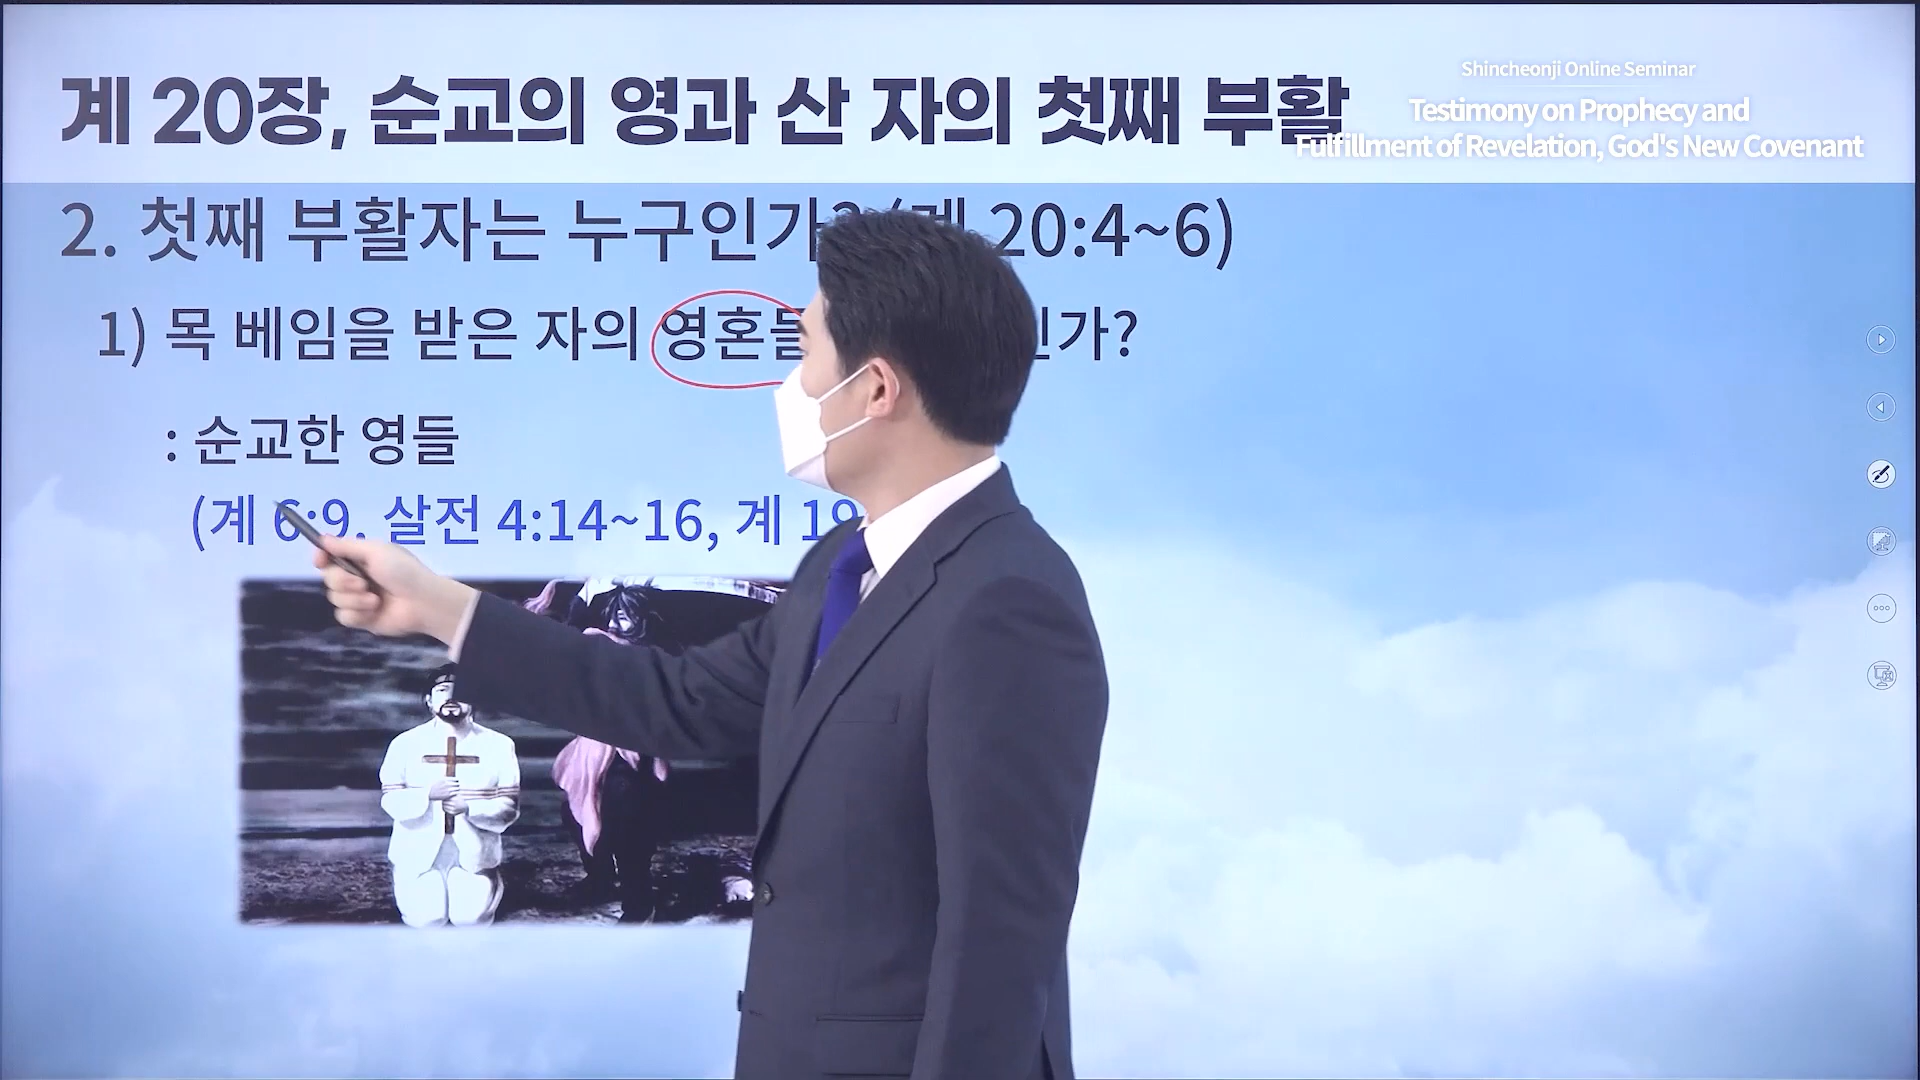 계 20장, 순교의 영과 산 자의 첫째 부활
Shincheonji Online Seminar
Testimony on Prophecy and
Fulfillment of Revelation, God's New Covenant
2. 첫째 부활자는 누구인가? 20:4~6)
1) 목 베임을 받은 자의 영혼들
: 순교한 영들
(계 6:9, 살전 4:14~16, 계 19